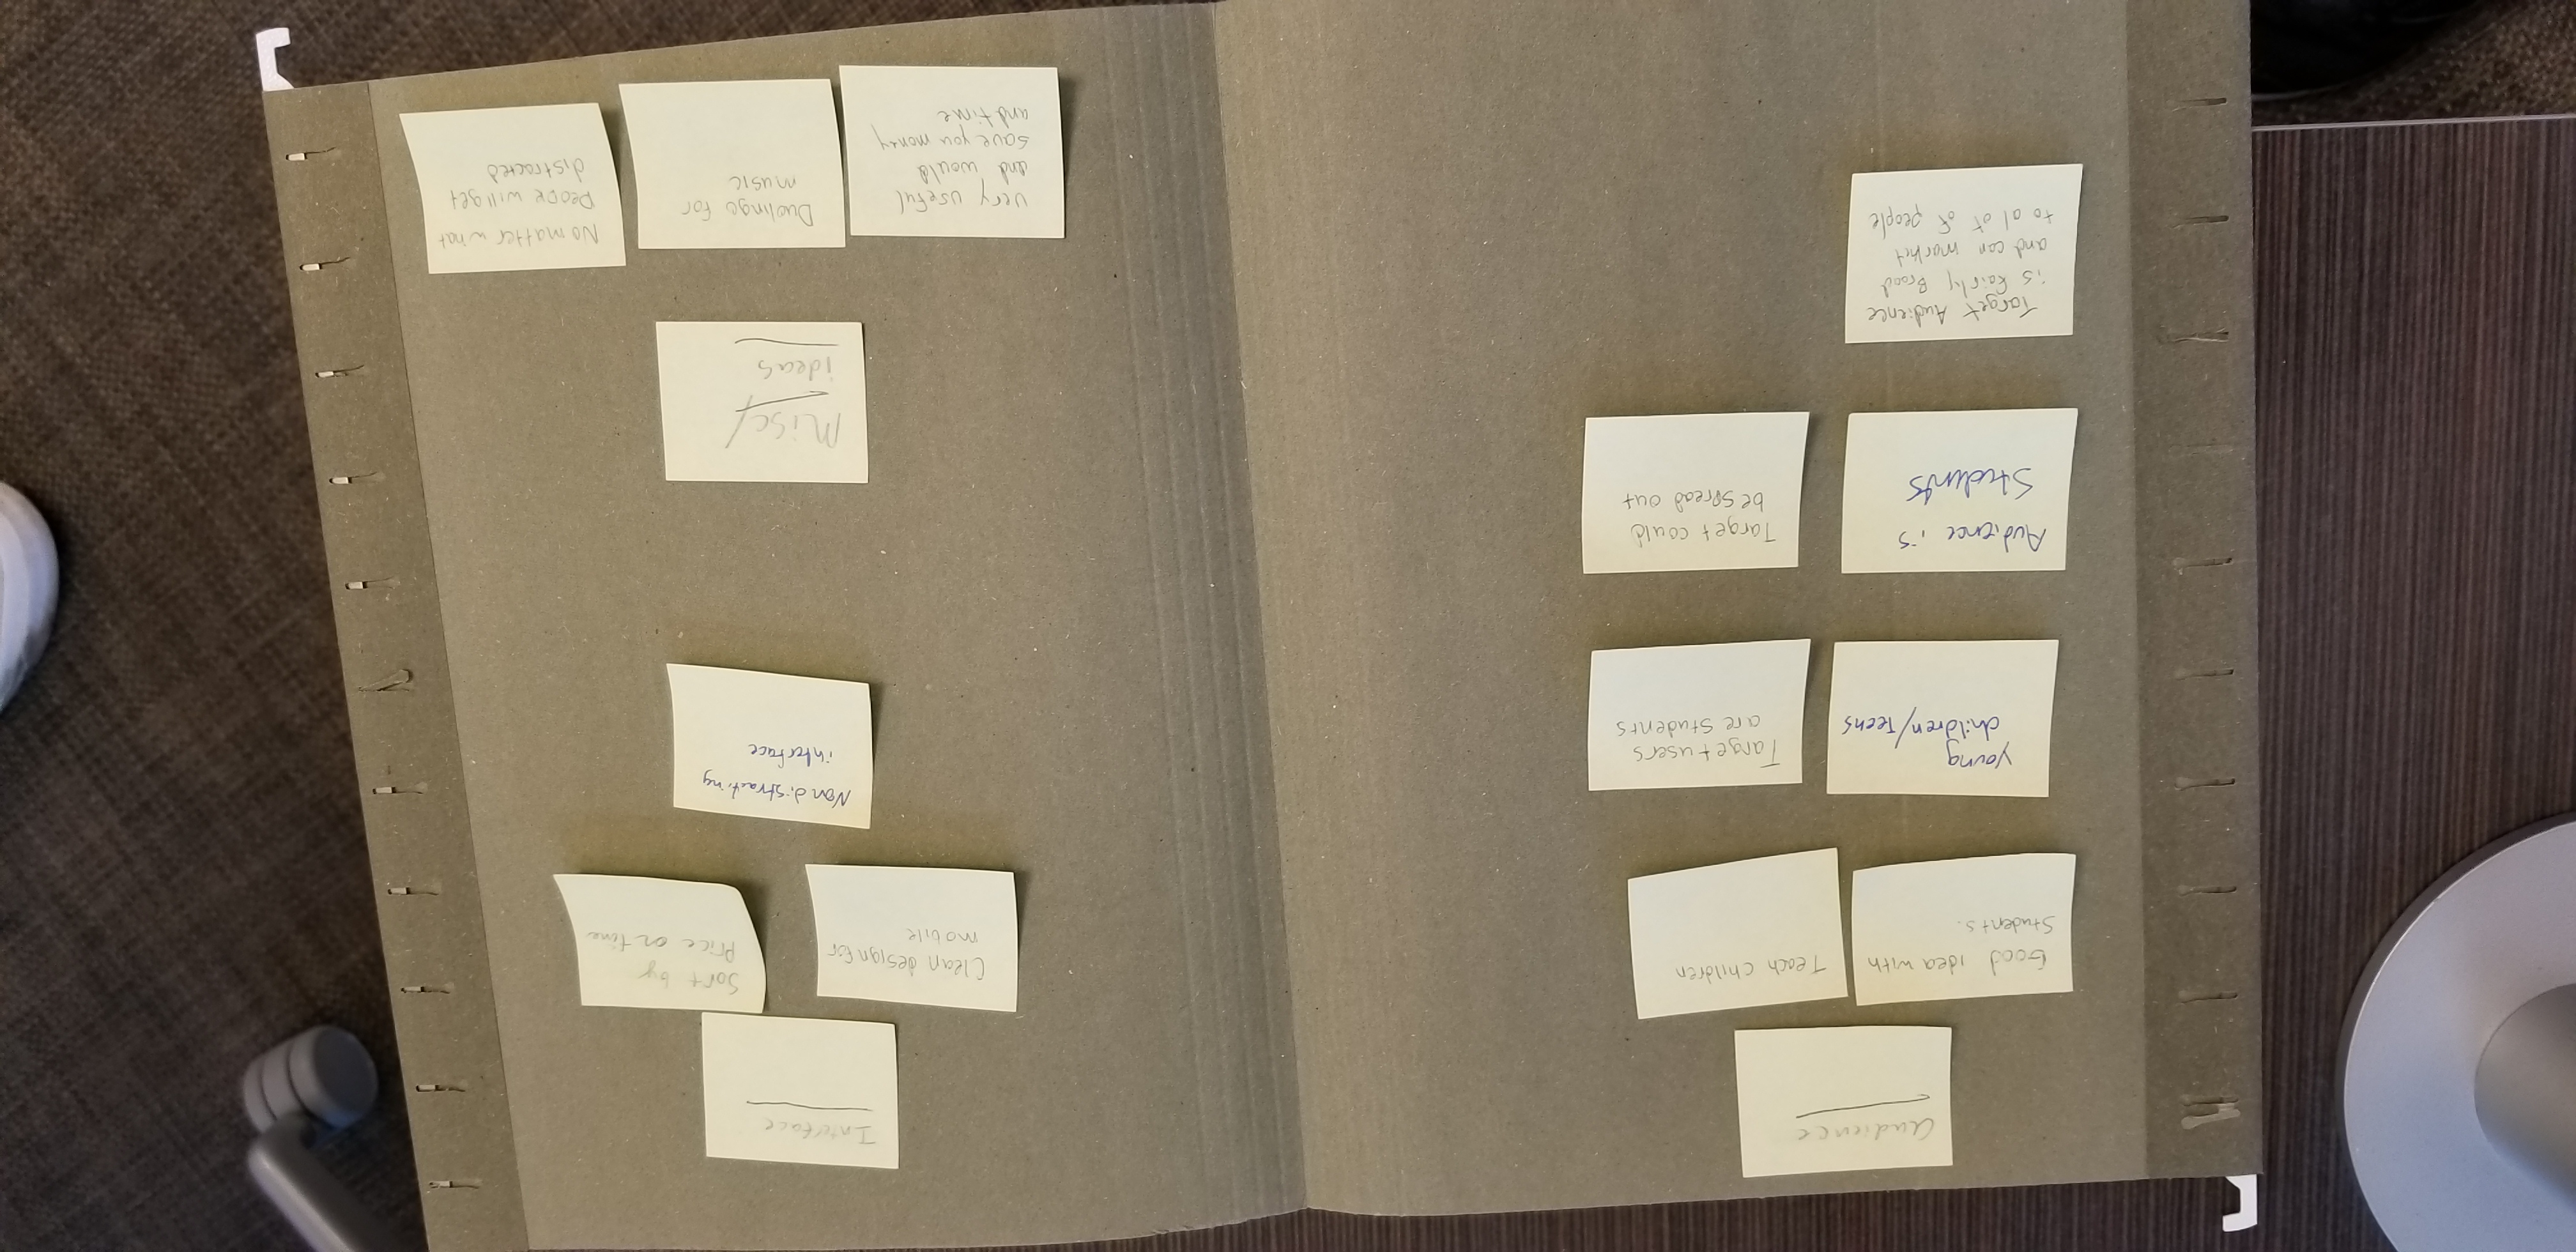 Audience
Good idea with
Students.
Teach children
young
children/Teens
Target users
are Students
Audience is
Students
Target could
be spread out
Target Audience
is fairly Broad
and can market
to al ot of people
Interface
Clean design for
mobile
Sort by
Price or time
Non distracting
interface
Misc/
ideas
Very useful
and would
save you money
and time
Duolingo for
music
No matter what
will get
distracted